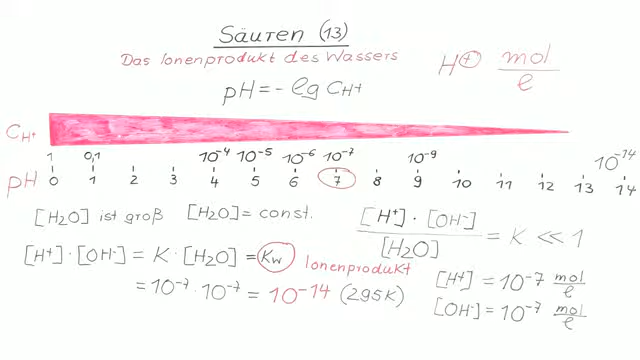 Säuren (13)
Das Ionenprodukt des Wassers
H⊕ mol/l
pH = - lg CH+
CH+
1 0,1 10⁻⁴ 10⁻⁵ 10⁻⁶ 10⁻⁷ 10⁻⁹ 10⁻¹⁴
pH 0 1 2 3 4 5 6 7 8 9 10 11 12 13 14
[H2O] ist groß [H2O] = const.
[H⁺] · [OH⁻] / [H2O] = K ≪ 1
[H⁺] · [OH⁻] = K · [H2O] = Kw Ionenprodukt
= 10⁻⁷ · 10⁻⁷ = 10⁻¹⁴ (295K)
[H⁺] = 10⁻⁷ mol/l
[OH⁻] = 10⁻⁷ mol/l